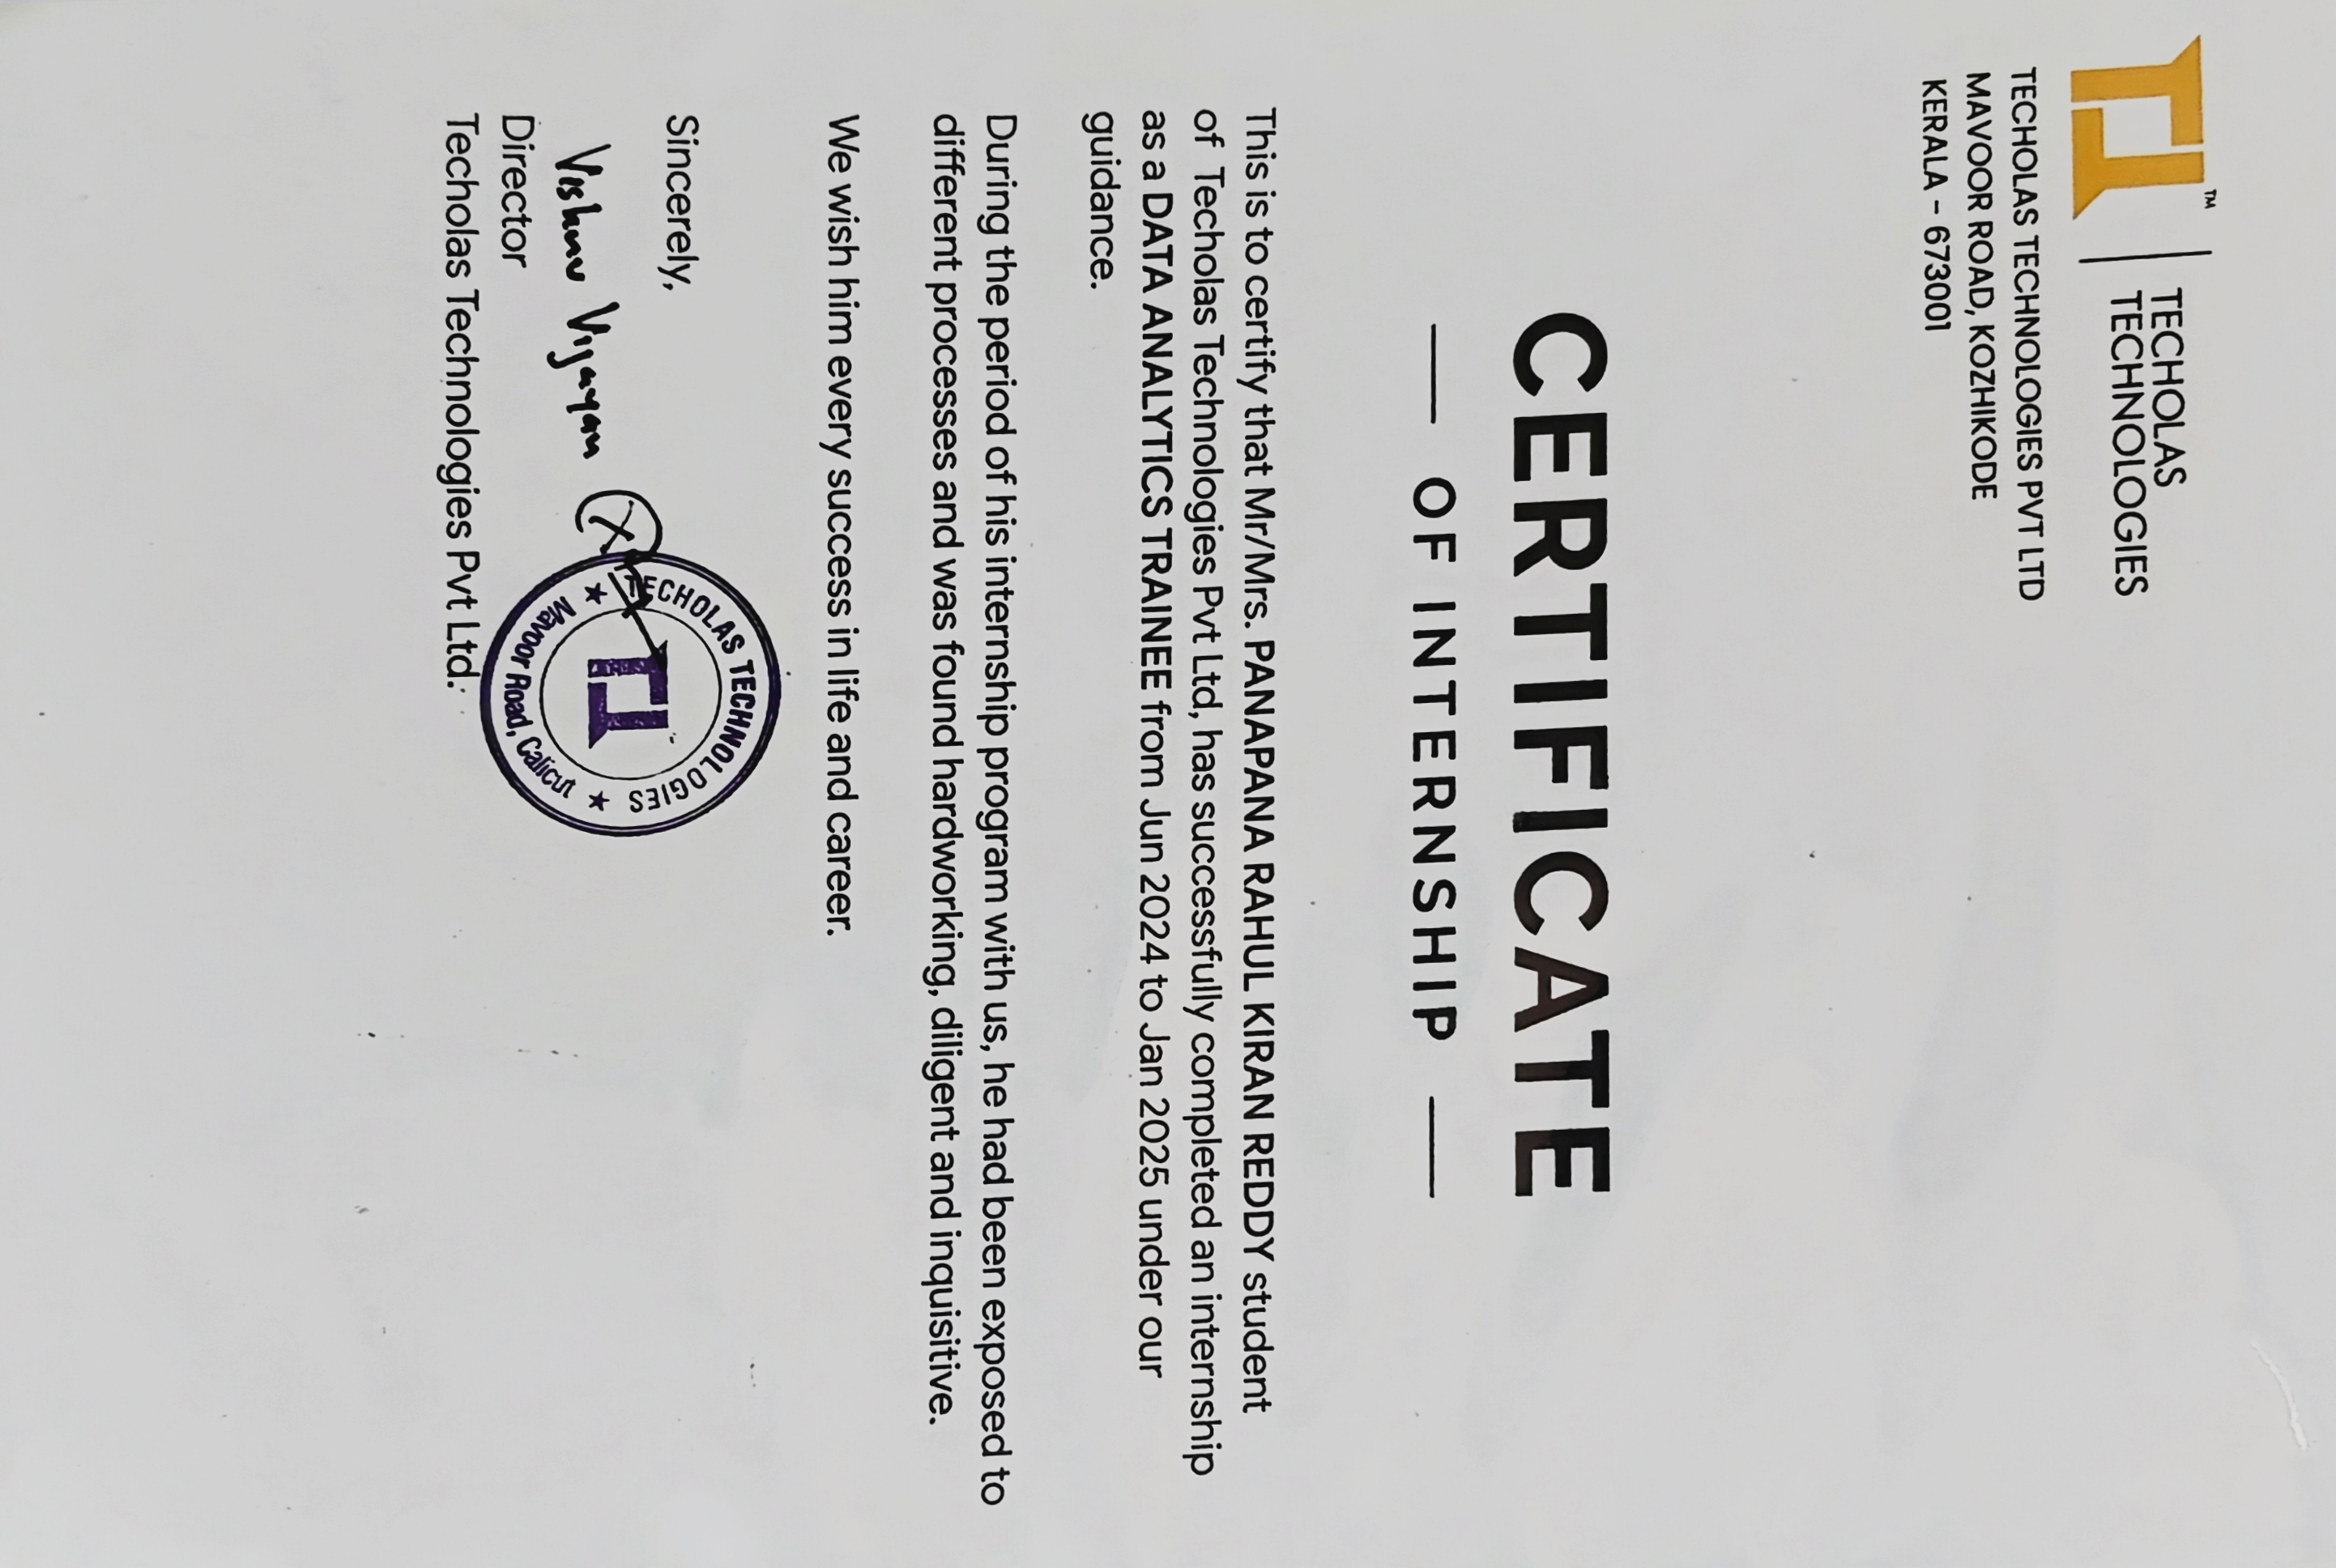 TM
TECHOLAS
TECHNOLOGIES
TECHOLAS TECHNOLOGIES PVT LTD
MAVOOR ROAD, KOZHIKODE
KERALA - 673001
CERTIFICATE
OF INTERNSHIP
This is to certify that Mr/Mrs. PANAPANA RAHUL KIRAN REDDY student
of Techolas Technologies Pvt Ltd, has successfully completed an internship
as a DATA ANALYTICS TRAINEE from Jun 2024 to Jan 2025 under our
guidance.
During the period of his internship program with us, he had been exposed to
different processes and was found hardworking, diligent and inquisitive.
We wish him every success in life and career.
Sincerely,
Vishnu Vijayan
TECHOLAS TECHNOLOGIES
★ Mavoor Road, Calicut ★
Director
Techolas Technologies Pvt Ltd.